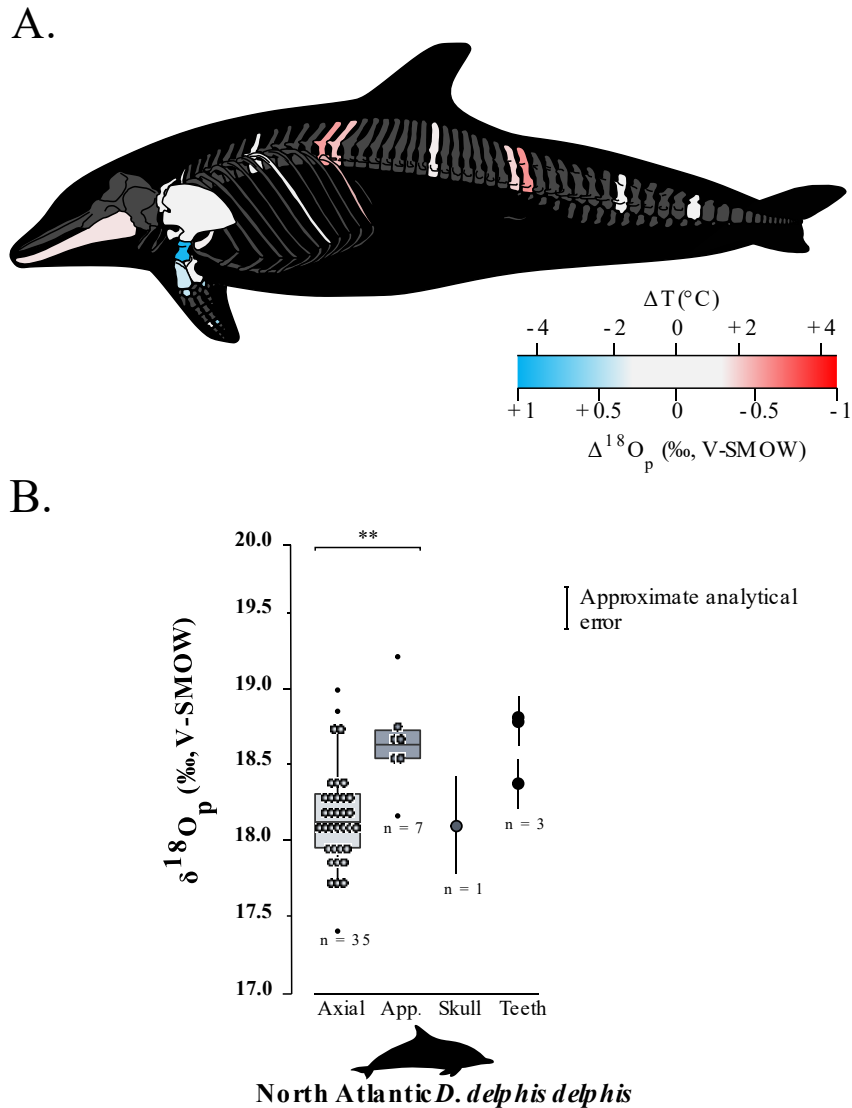 A.
ΔT(°C)
-4 -2 0 +2 +4
+1 +0.5 0 -0.5 -1
Δ¹⁸Oₚ (‰, V-SMOW)
B.
**
20.0
19.5
19.0
18.5
18.0
17.5
17.0
δ¹⁸Oₚ (‰, V-SMOW)
Approximate analytical
error
n = 35
n = 7
n = 1
n = 3
Axial App. Skull Teeth
North Atlantic D. delphis delphis